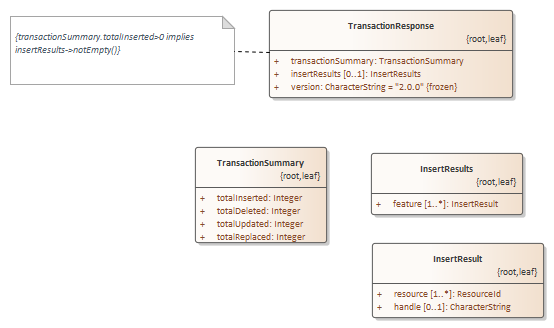 {transactionSummary.totalInserted>0 implies
insertResults->notEmpty()}
TransactionResponse
{root,leaf}
+ transactionSummary: TransactionSummary
+ insertResults [0..1]: InsertResults
+ version: CharacterString = "2.0.0" {frozen}
TransactionSummary
{root,leaf}
+ totalInserted: Integer
+ totalDeleted: Integer
+ totalUpdated: Integer
+ totalReplaced: Integer
InsertResults
{root,leaf}
+ feature [1..*]: InsertResult
InsertResult
{root,leaf}
+ resource [1..*]: ResourceId
+ handle [0..1]: CharacterString